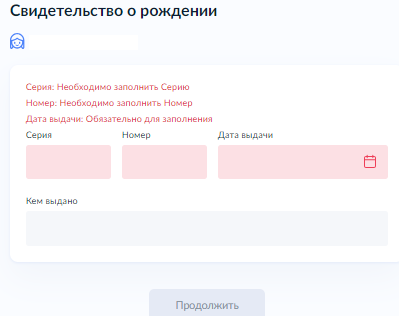 Свидетельство о рождении
Серия: Необходимо заполнить Серию
Номер: Необходимо заполнить Номер
Дата выдачи: Обязательно для заполнения
Серия Номер Дата выдачи
Кем выдано
Продолжить